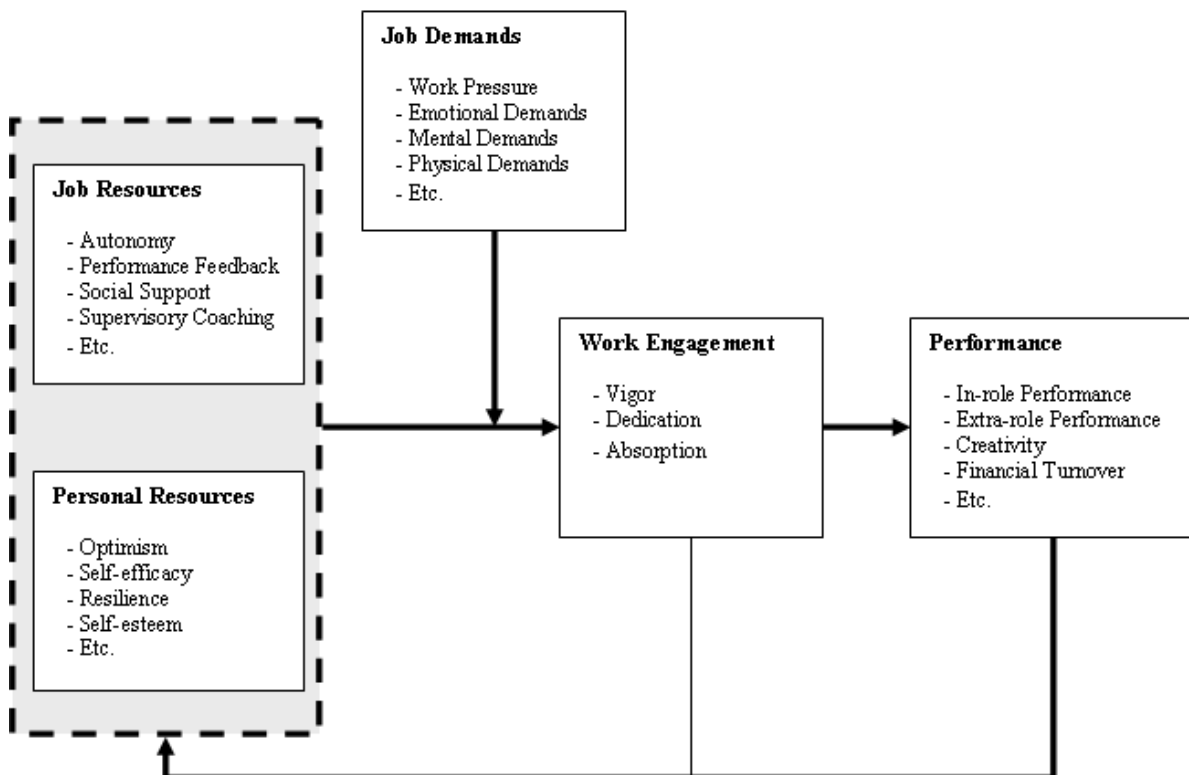 Job Demands
- Work Pressure
- Emotional Demands
- Mental Demands
- Physical Demands
- Etc.
Job Resources
- Autonomy
- Performance Feedback
- Social Support
- Supervisory Coaching
- Etc.
Personal Resources
- Optimism
- Self-efficacy
- Resilience
- Self-esteem
- Etc.
Work Engagement
- Vigor
- Dedication
- Absorption
Performance
- In-role Performance
- Extra-role Performance
- Creativity
- Financial Turnover
- Etc.